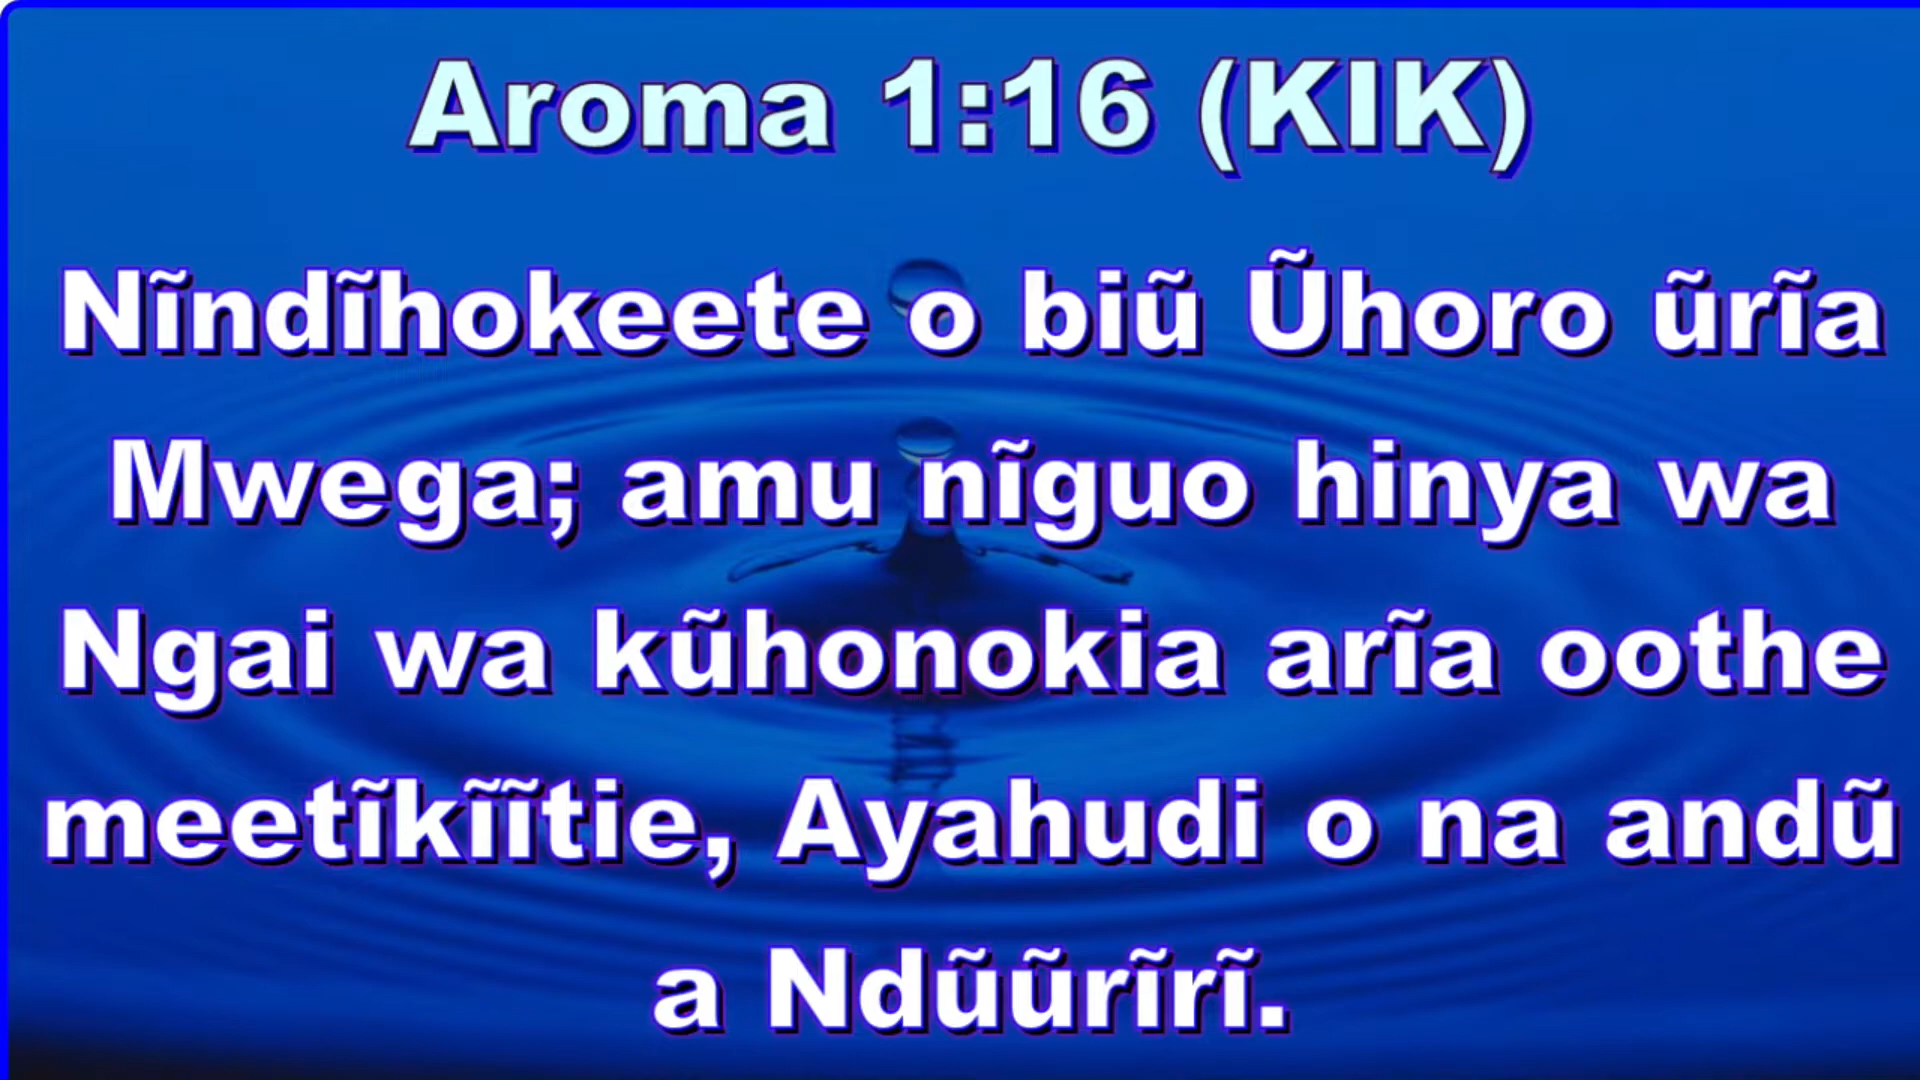 Aroma 1:16 (KIK)
Nĩndĩhokeete o biũ Ũhoro ũrĩa
Mwega; amu nĩguo hinya wa
Ngai wa kũhonokia arĩa oothe
meetĩkĩĩtie, Ayahudi o na andũ
a Ndũũrĩrĩ.